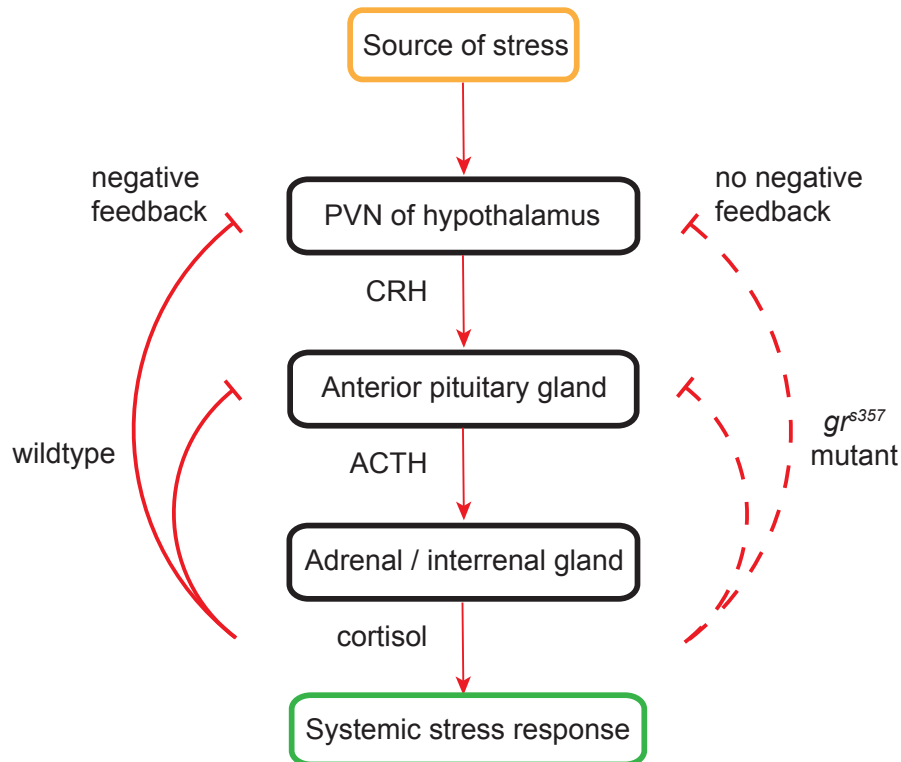 Source of stress
negative
feedback
no negative
feedback
PVN of hypothalamus
CRH
Anterior pituitary gland
wildtype
gr^s357
mutant
ACTH
Adrenal / interrenal gland
cortisol
Systemic stress response